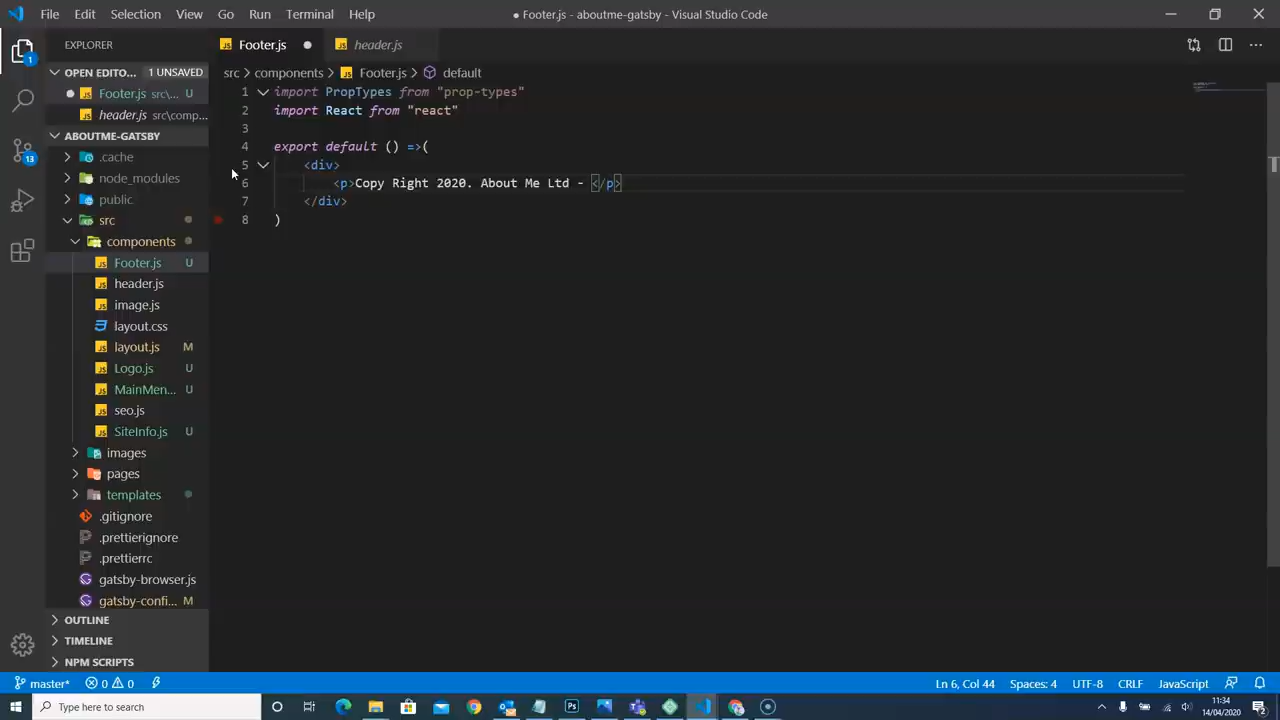 File Edit Selection View Go Run Terminal Help
● Footer.js - aboutme-gatsby - Visual Studio Code
EXPLORER
Footer.js
header.js
OPEN EDITO... 1 UNSAVED
Footer.js src\... U
header.js src\comp...
ABOUTME-GATSBY
.cache
node_modules
public
src
components
Footer.js U
header.js
image.js
layout.css
layout.js M
Logo.js U
MainMen... U
seo.js
SiteInfo.js U
images
pages
templates
.gitignore
.prettierignore
.prettierrc
gatsby-browser.js
gatsby-confi... M
OUTLINE
TIMELINE
NPM SCRIPTS
src > components > JS Footer.js > default
1 import PropTypes from "prop-types"
2 import React from "react"
3
4 export default () =>(
5 <div>
6 <p>Copy Right 2020. About Me Ltd - </p>
7 </div>
8 )
master* 0 0
Ln 6, Col 44 Spaces: 4 UTF-8 CRLF JavaScript
Type here to search
11:34
14/04/2020